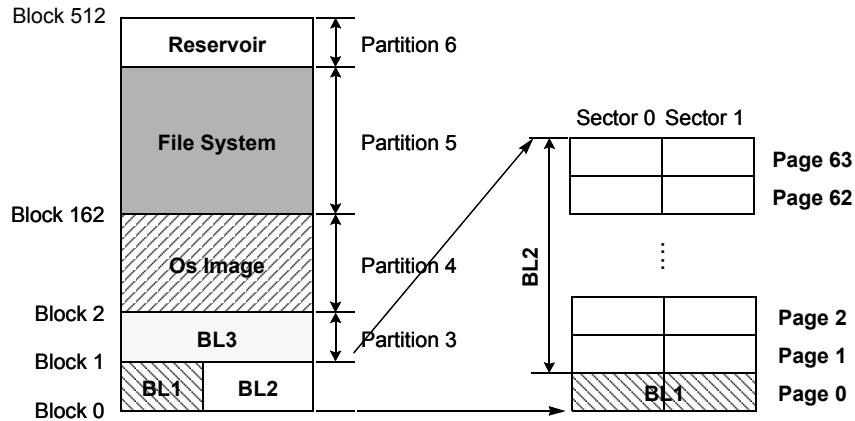 Block 512
Reservoir
Partition 6
File System
Partition 5
Block 162
Os Image
Partition 4
Block 2
BL3
Partition 3
Block 1
BL1
BL2
Block 0
Sector 0 Sector 1
Page 63
Page 62
BL2
Page 2
Page 1
BL1
Page 0